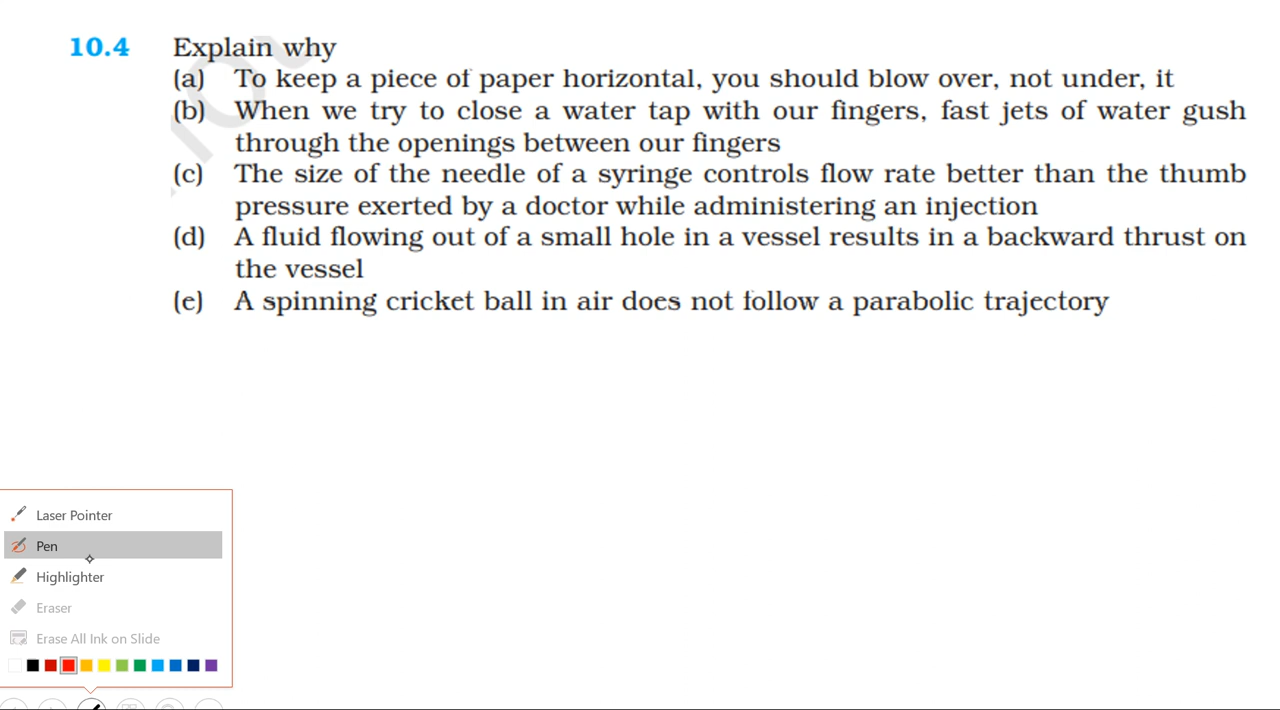 10.4 Explain why
(a) To keep a piece of paper horizontal, you should blow over, not under, it
(b) When we try to close a water tap with our fingers, fast jets of water gush
through the openings between our fingers
(c) The size of the needle of a syringe controls flow rate better than the thumb
pressure exerted by a doctor while administering an injection
(d) A fluid flowing out of a small hole in a vessel results in a backward thrust on
the vessel
(e) A spinning cricket ball in air does not follow a parabolic trajectory
Laser Pointer
Pen
Highlighter
Eraser
Erase All Ink on Slide